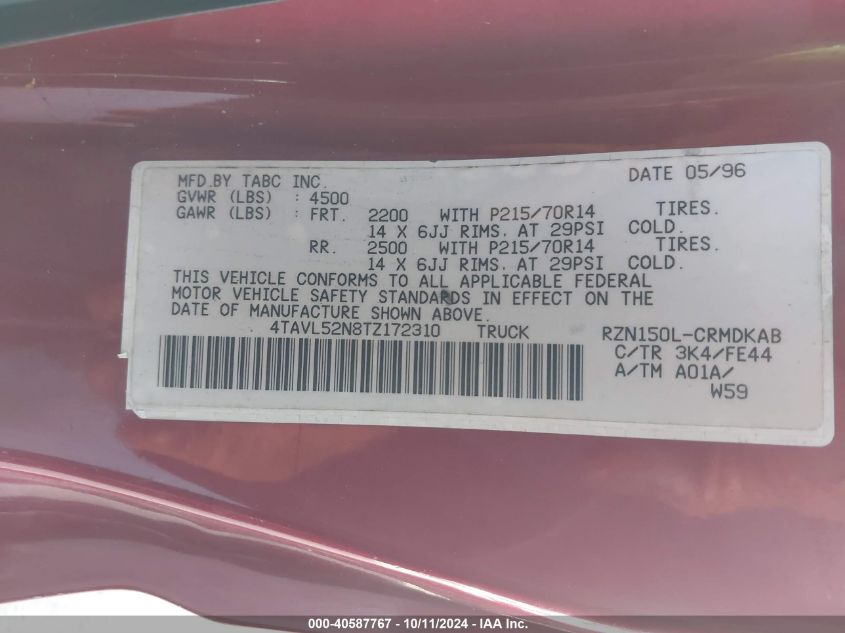 MFD.BY TABC INC. DATE 05/96
GVWR (LBS) : 4500
GAWR (LBS) : FRT. 2200 WITH P215/70R14 TIRES.
14 X 6JJ RIMS. AT 29PSI COLD.
RR. 2500 WITH P215/70R14 TIRES.
14 X 6JJ RIMS. AT 29PSI COLD.
THIS VEHICLE CONFORMS TO ALL APPLICABLE FEDERAL
MOTOR VEHICLE SAFETY STANDARDS IN EFFECT ON THE
DATE OF MANUFACTURE SHOWN ABOVE.
4TAVL52N8TZ172310 TRUCK RZN150L-CRMDKAB
C/TR 3K4/FE44
A/TM A01A/
W59
000-40587767 - 10/11/2024 - IAA Inc.